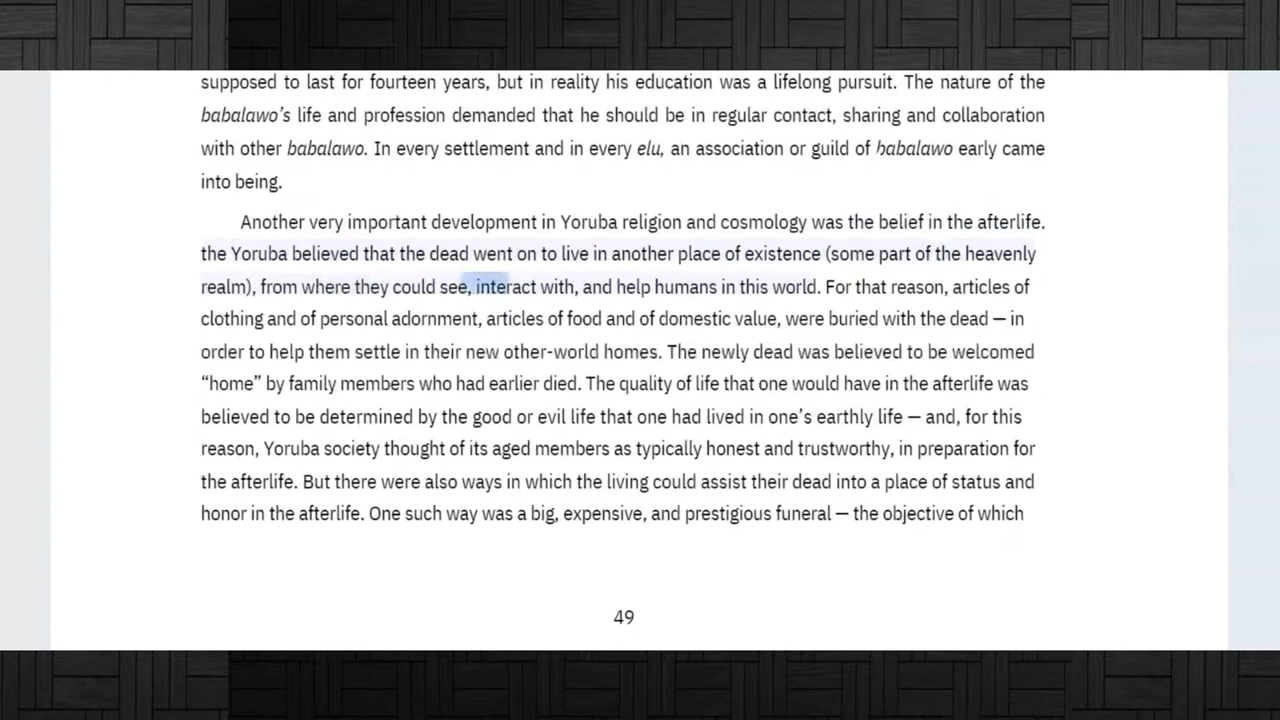 supposed to last for fourteen years, but in reality his education was a lifelong pursuit. The nature of the
babalawo’s life and profession demanded that he should be in regular contact, sharing and collaboration
with other babalawo. In every settlement and in every elu, an association or guild of habalawo early came
into being.
Another very important development in Yoruba religion and cosmology was the belief in the afterlife.
the Yoruba believed that the dead went on to live in another place of existence (some part of the heavenly
realm), from where they could see, interact with, and help humans in this world. For that reason, articles of
clothing and of personal adornment, articles of food and of domestic value, were buried with the dead — in
order to help them settle in their new other-world homes. The newly dead was believed to be welcomed
“home” by family members who had earlier died. The quality of life that one would have in the afterlife was
believed to be determined by the good or evil life that one had lived in one’s earthly life — and, for this
reason, Yoruba society thought of its aged members as typically honest and trustworthy, in preparation for
the afterlife. But there were also ways in which the living could assist their dead into a place of status and
honor in the afterlife. One such way was a big, expensive, and prestigious funeral — the objective of which
49